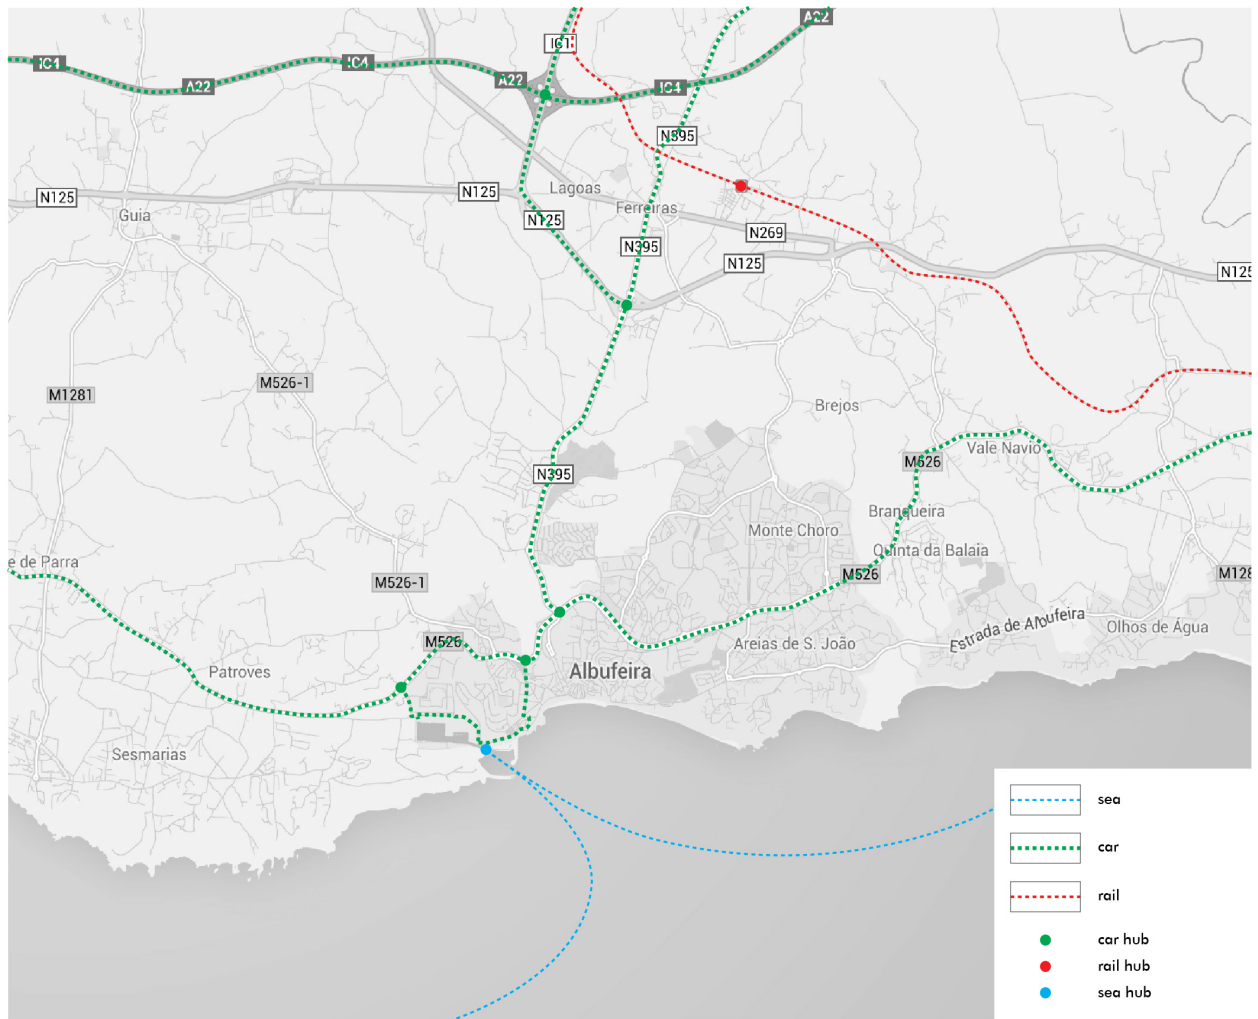 A22
IC1
IC4
IC4
A22
IC4
A22
N395
N125
N125
Lagoas
Ferreiras
Guia
N125
N269
N395
N125
N125
M526-1
M1281
Brejos
Vale Navio
M526
N395
Branqueira
Monte Choro
Quinta da Balaia
e de Parra
M526-1
M526
M128
Estrada de Albufeira
Olhos de Água
M526
Areias de S. João
Patroves
Albufeira
Sesmarias
sea
car
rail
car hub
rail hub
sea hub